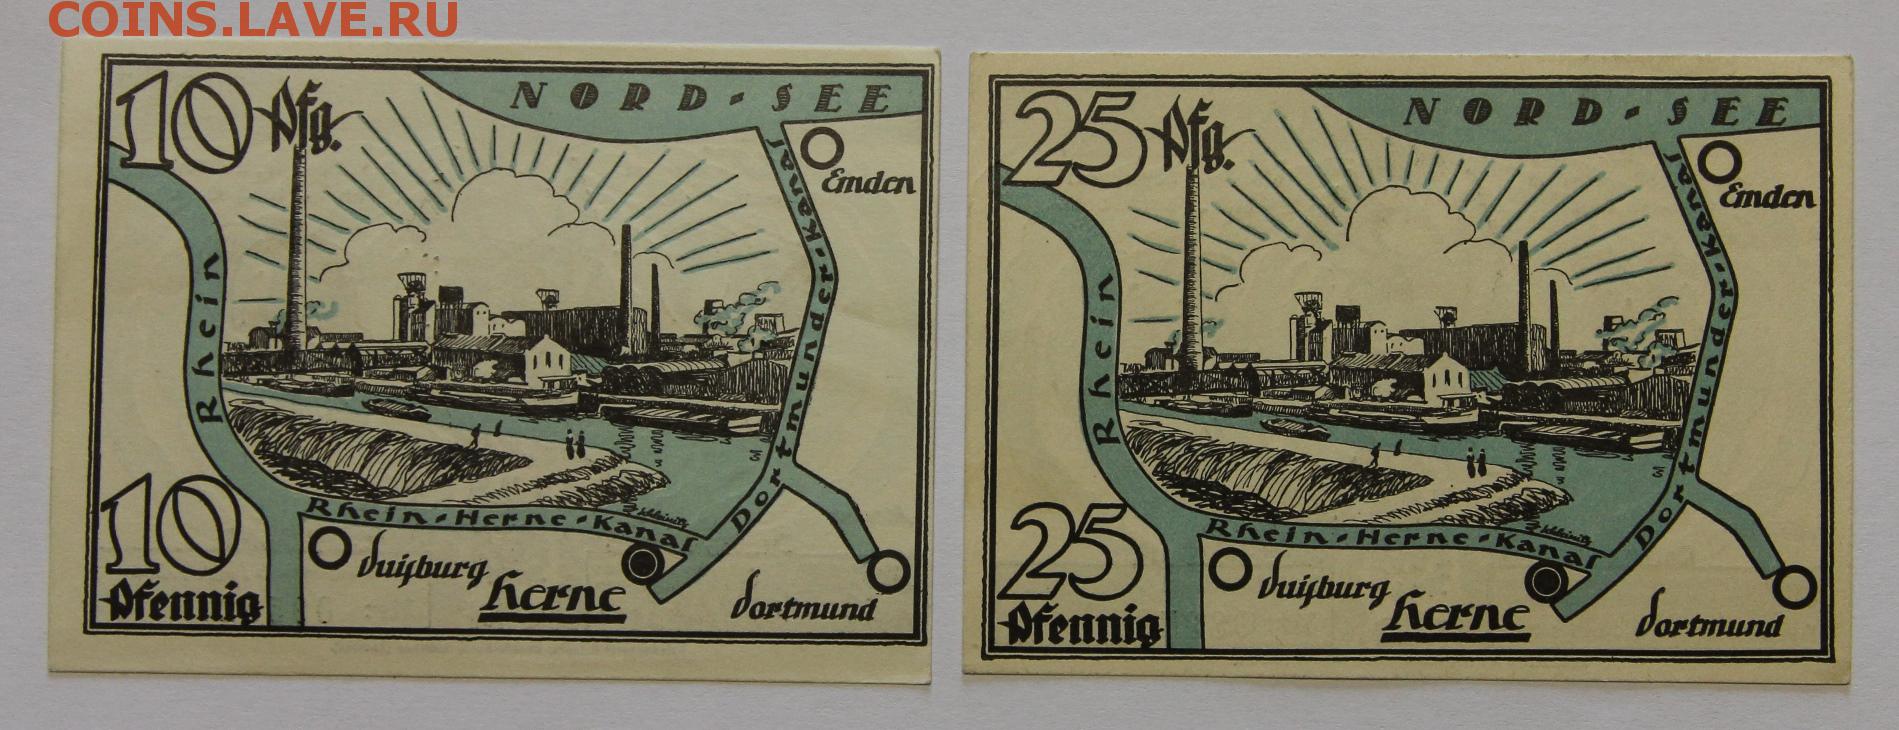 COINS.LAVE.RU
10 Pfg.
NORD-SEE
Emden
Rhein
Dortmunder-Kanal
10
Pfennig
Rhein-Herne-Kanal
Duisburg
Herne
Dortmund
25 Pfg.
NORD-SEE
Emden
Rhein
Dortmunder-Kanal
25
Pfennig
Rhein-Herne-Kanal
Duisburg
Herne
Dortmund